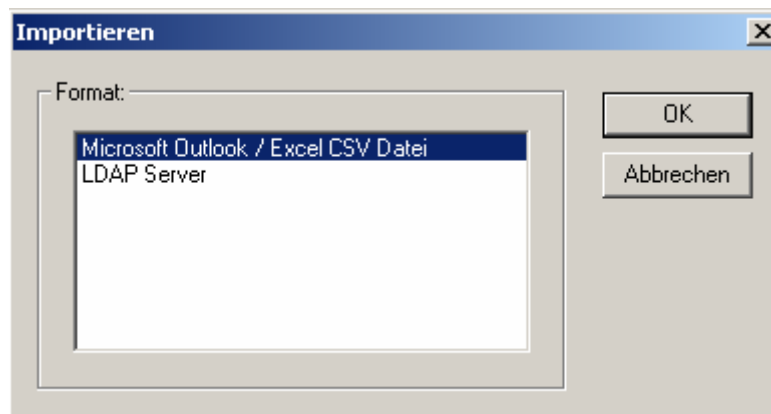 Importieren
Format:
Microsoft Outlook / Excel CSV Datei
LDAP Server
OK
Abbrechen